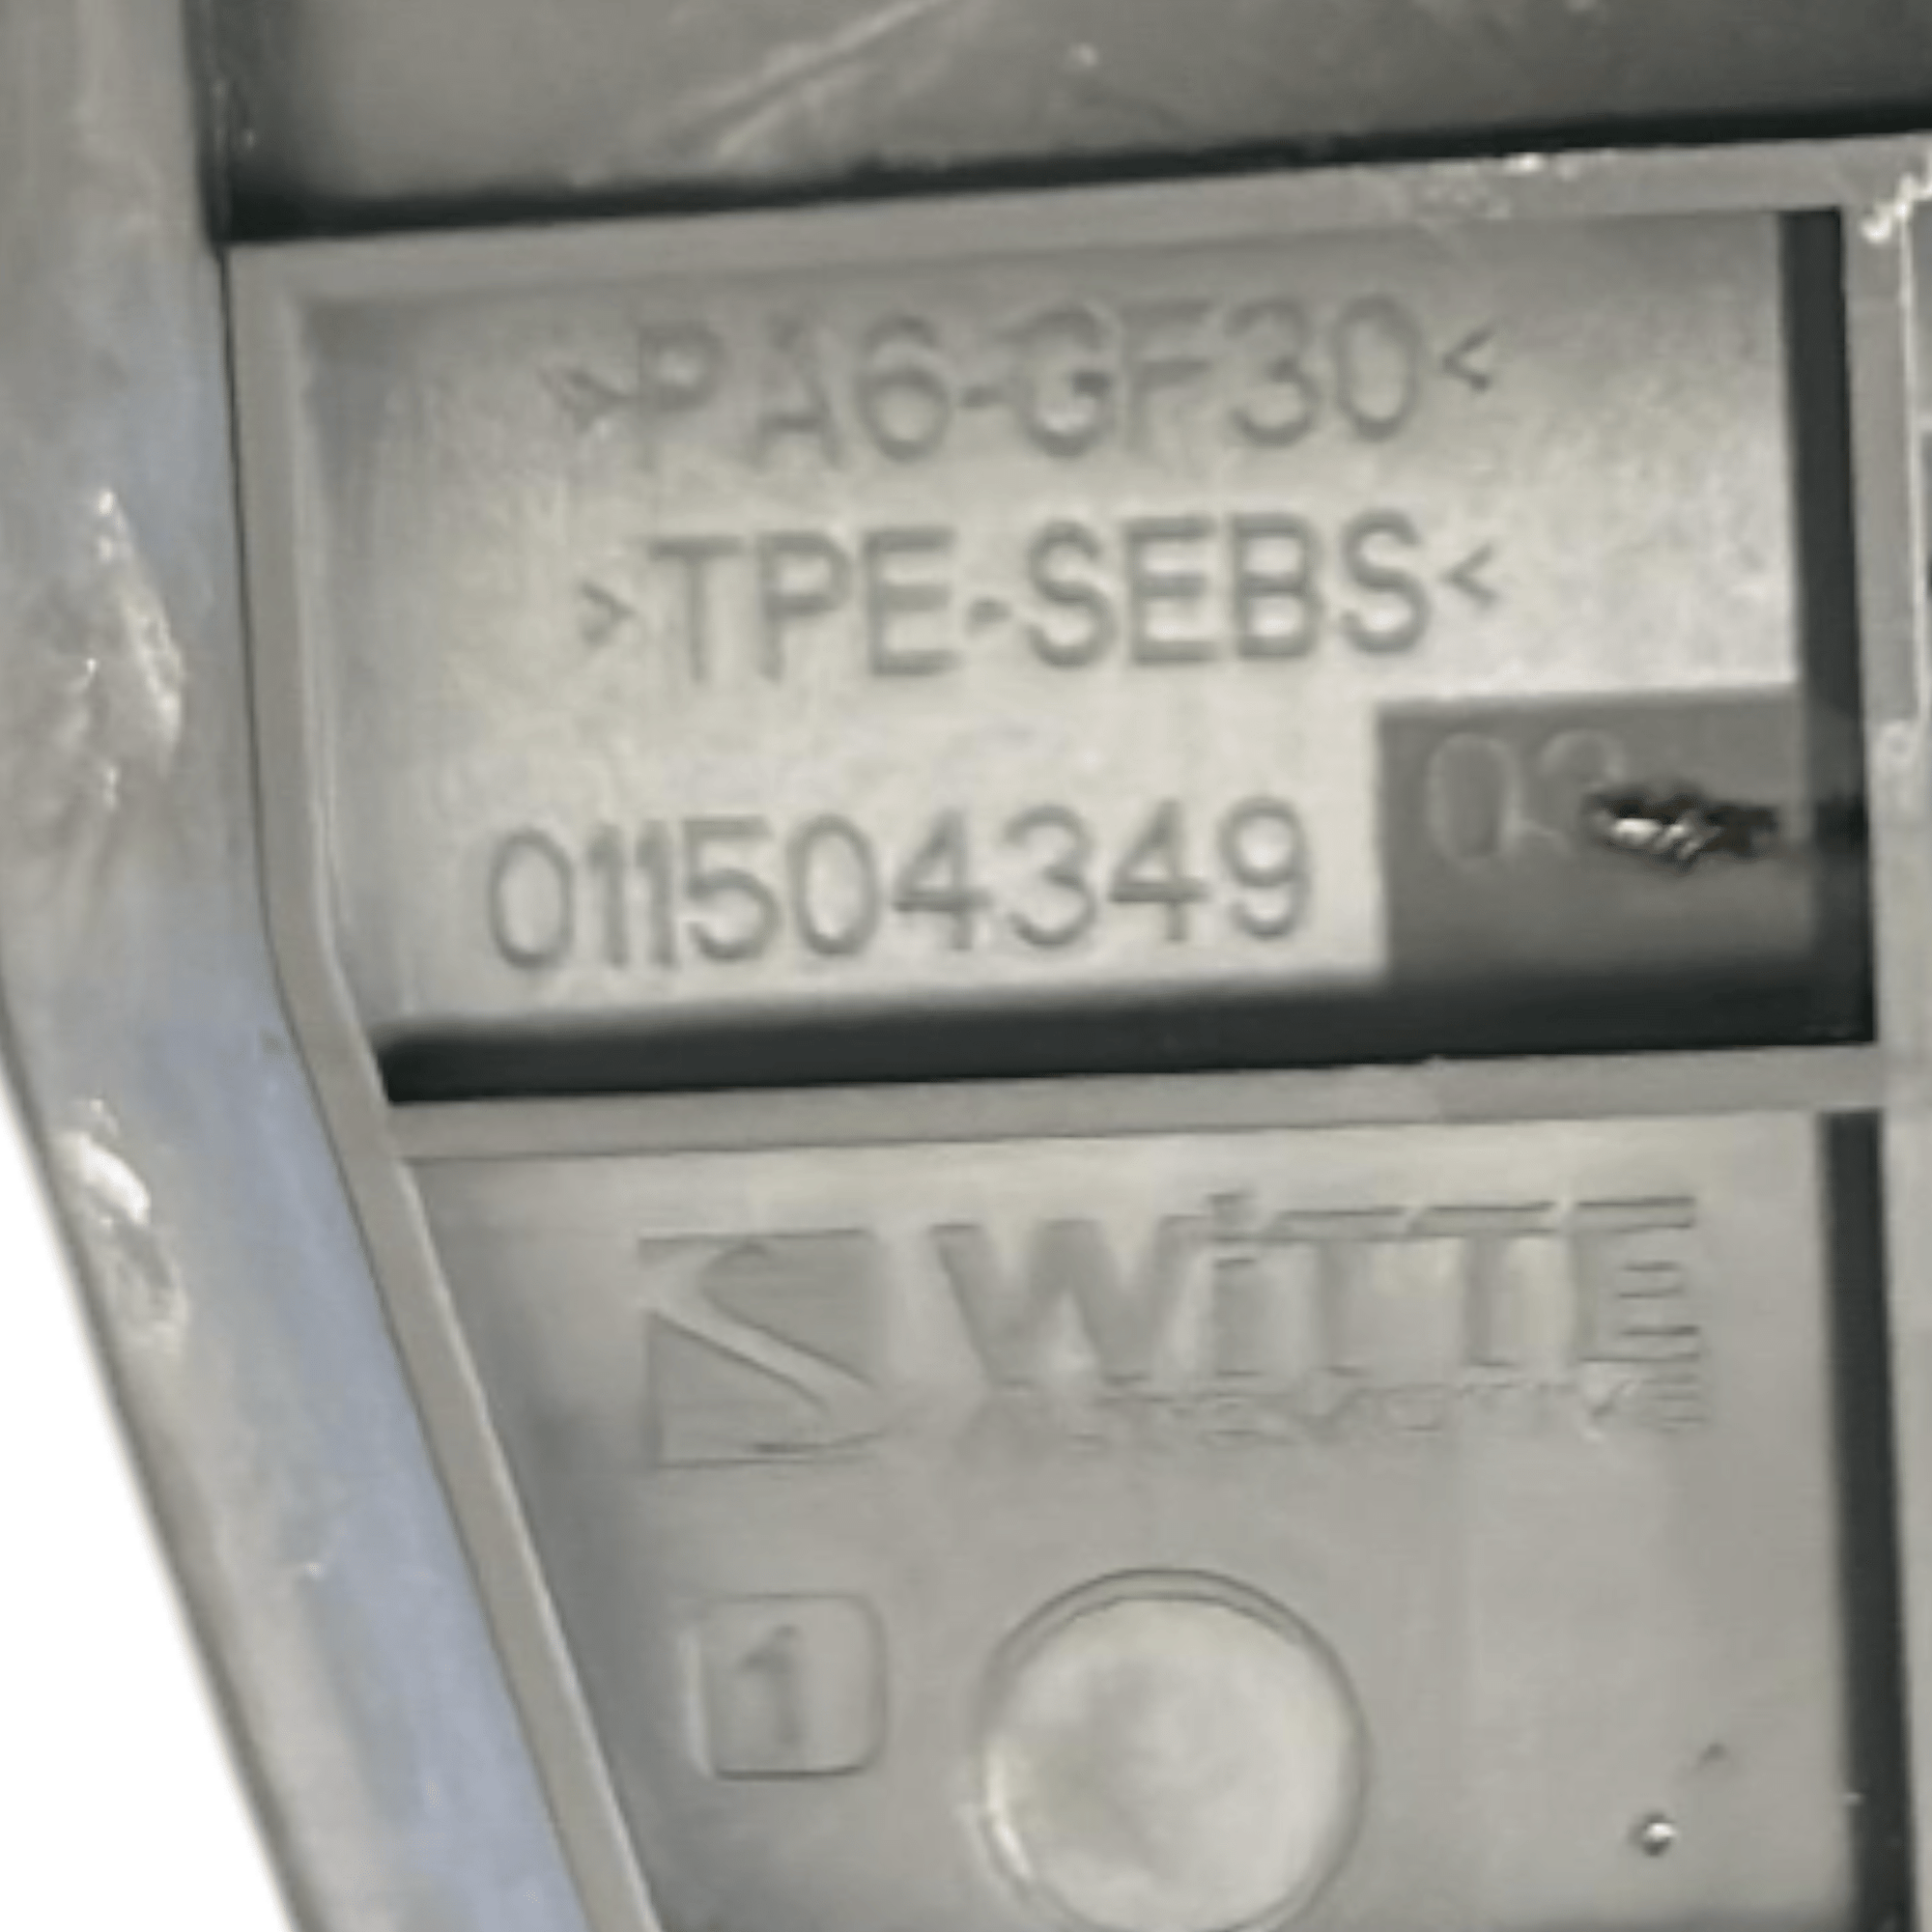 >PA6-GF30<
>TPE-SEBS<
011504349
WiTTE
1